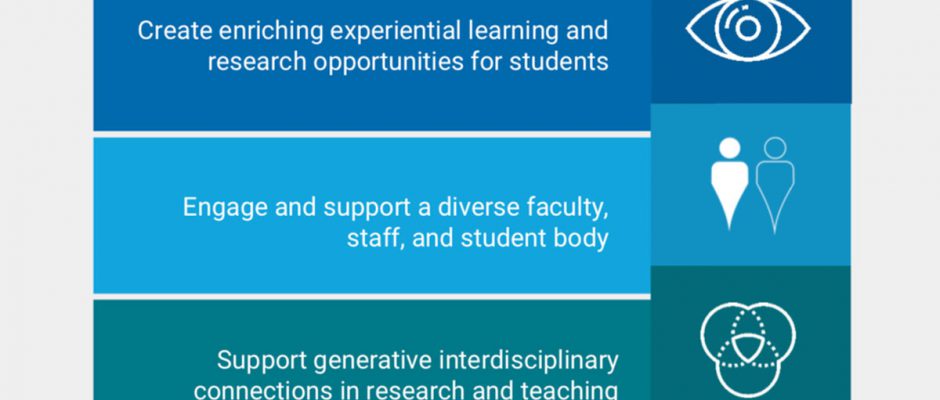 Create enriching experiential learning and
research opportunities for students
Engage and support a diverse faculty,
staff, and student body
Support generative interdisciplinary
connections in research and teaching